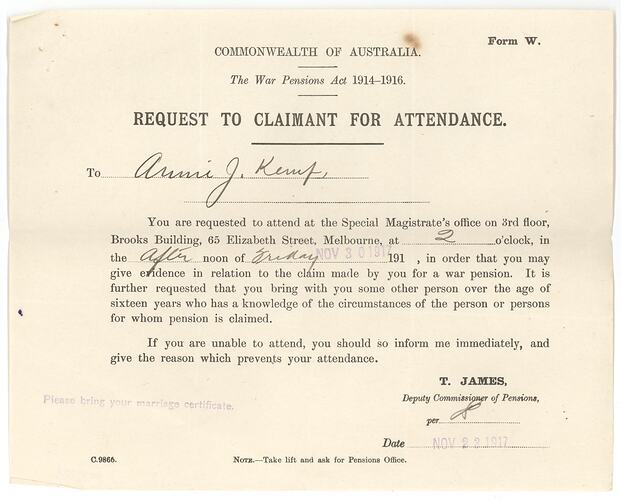 Form W.
COMMONWEALTH OF AUSTRALIA.
The War Pensions Act 1914-1916.
REQUEST TO CLAIMANT FOR ATTENDANCE.
To Annie J. Kemp,
You are requested to attend at the Special Magistrate's office on 3rd floor,
Brooks Building, 65 Elizabeth Street, Melbourne, at 2 o'clock, in
the After noon of Friday NOV 30 1917 191 , in order that you may
give evidence in relation to the claim made by you for a war pension. It is
further requested that you bring with you some other person over the age of
sixteen years who has a knowledge of the circumstances of the person or persons
for whom pension is claimed.
If you are unable to attend, you should so inform me immediately, and
give the reason which prevents your attendance.
T. JAMES,
Deputy Commissioner of Pensions,
Please bring your marriage certificate.
per
Date NOV 22 1917
C.9866.
NOTE.—Take lift and ask for Pensions Office.